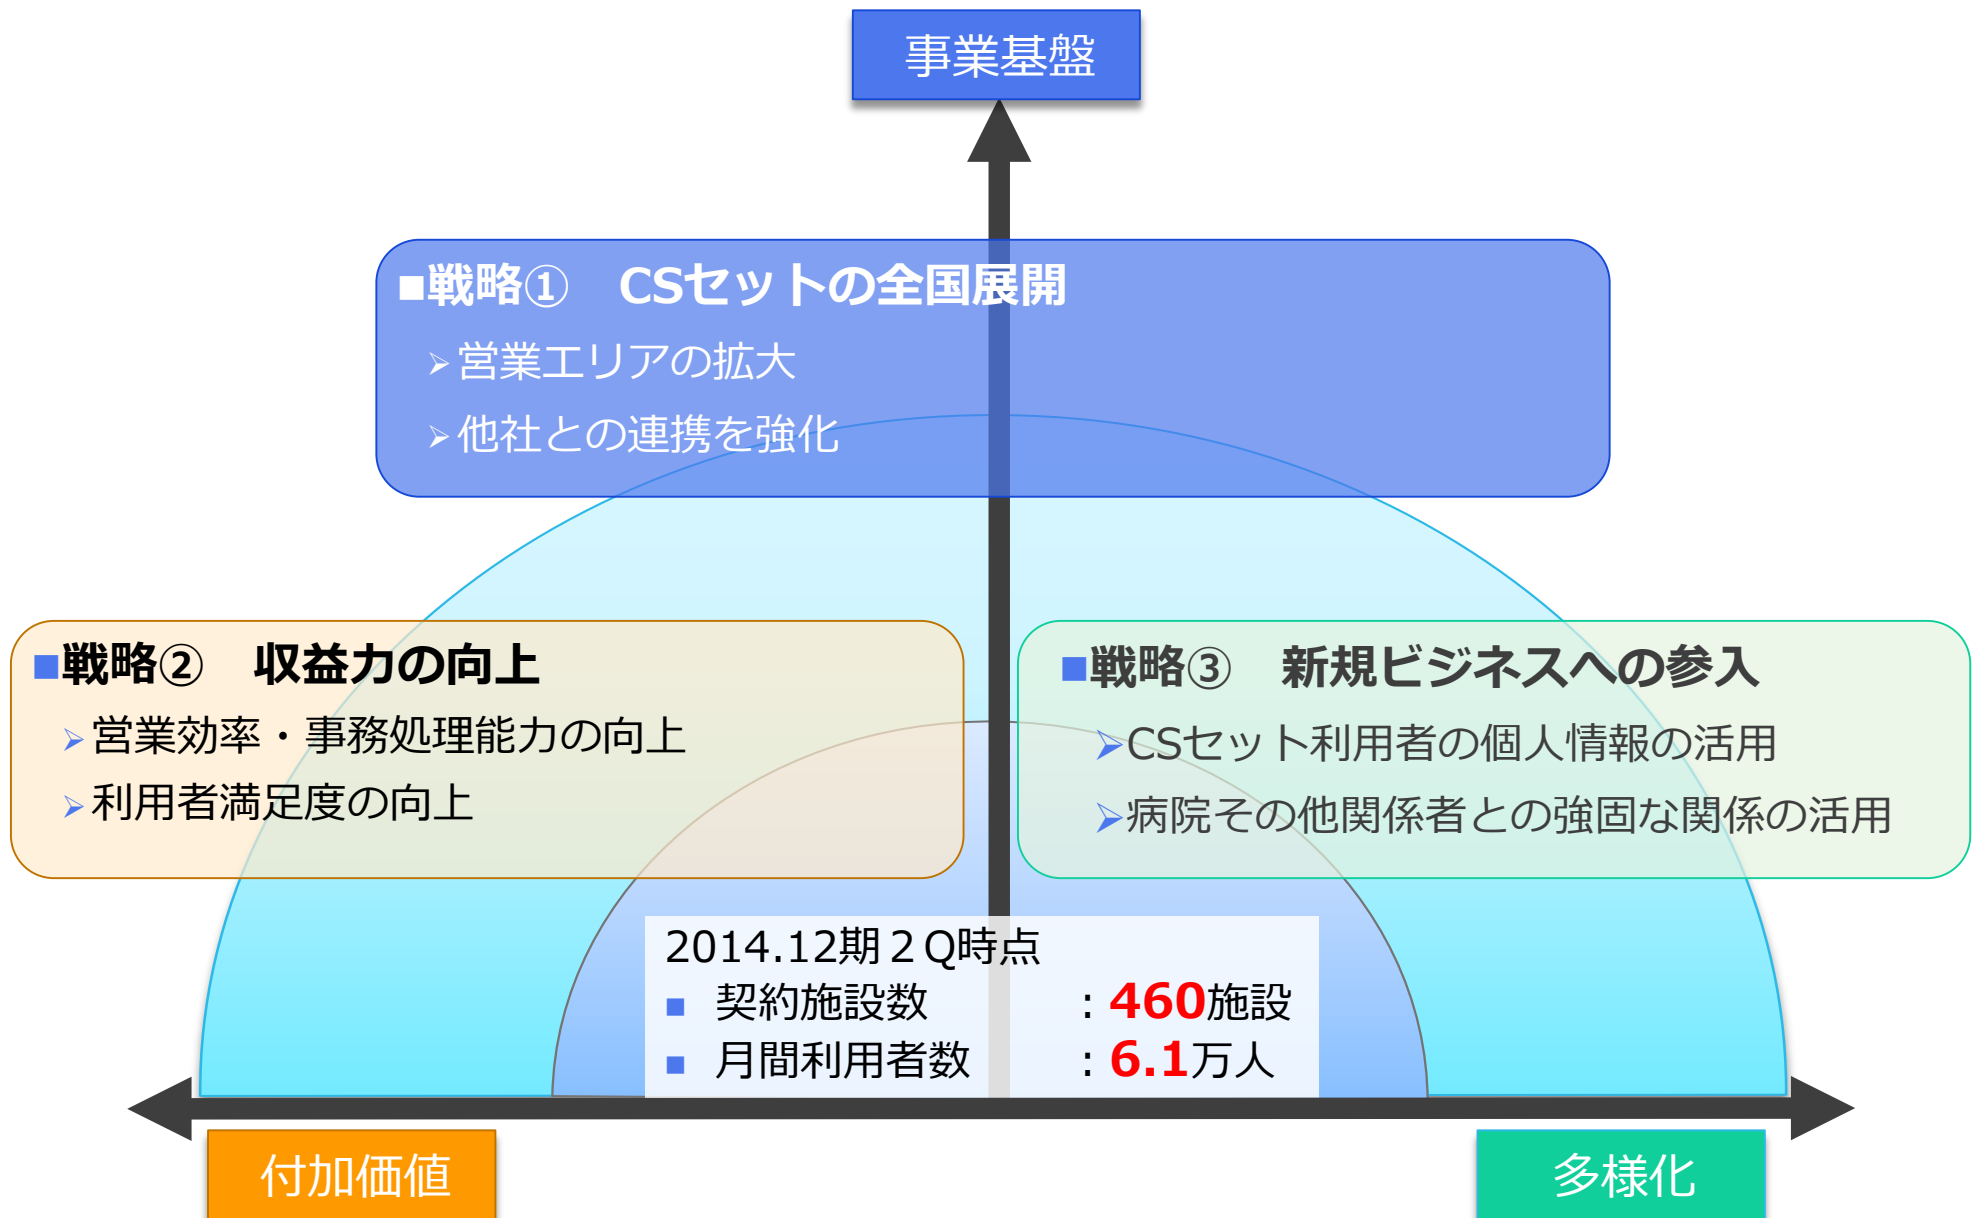 事業基盤
■戦略①　CSセットの全国展開
➢営業エリアの拡大
➢他社との連携を強化
■戦略②　収益力の向上
➢営業効率・事務処理能力の向上
➢利用者満足度の向上
■戦略③　新規ビジネスへの参入
➢CSセット利用者の個人情報の活用
➢病院その他関係者との強固な関係の活用
2014.12期２Q時点
■ 契約施設数　：460施設
■ 月間利用者数　：6.1万人
付加価値
多様化